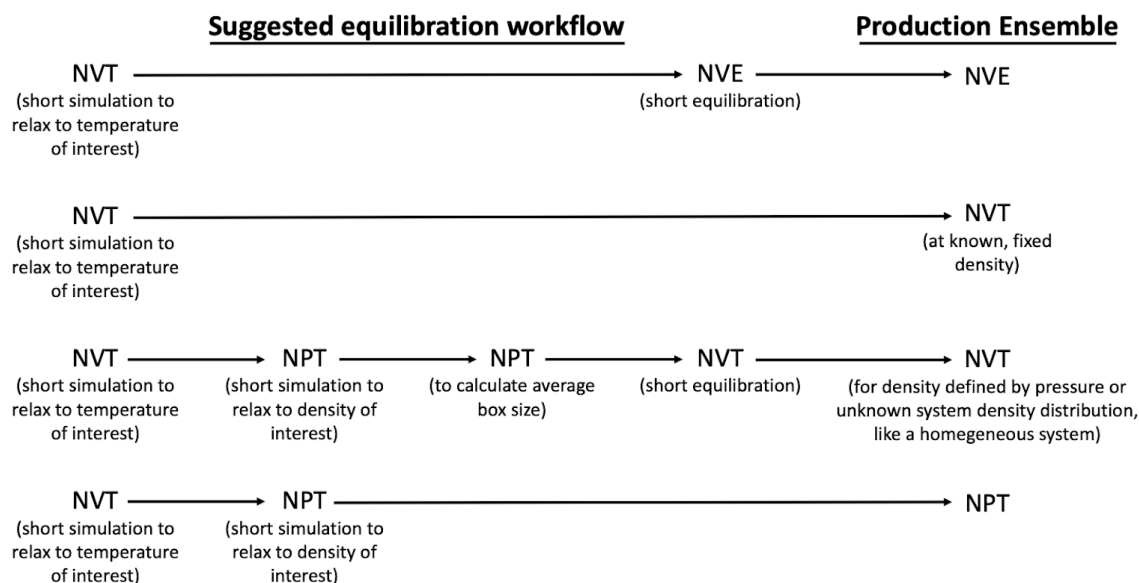 Suggested equilibration workflow
Production Ensemble
NVT
NVE
NVE
(short simulation to
relax to temperature
of interest)
(short equilibration)
NVT
NVT
(short simulation to
relax to temperature
of interest)
(at known, fixed
density)
NVT
NPT
NPT
NVT
NVT
(short simulation to
relax to temperature
of interest)
(short simulation to
relax to density of
interest)
(to calculate average
box size)
(short equilibration)
(for density defined by pressure or
unknown system density distribution,
like a homegeneous system)
NVT
NPT
NPT
(short simulation to
relax to temperature
of interest)
(short simulation to
relax to density of
interest)